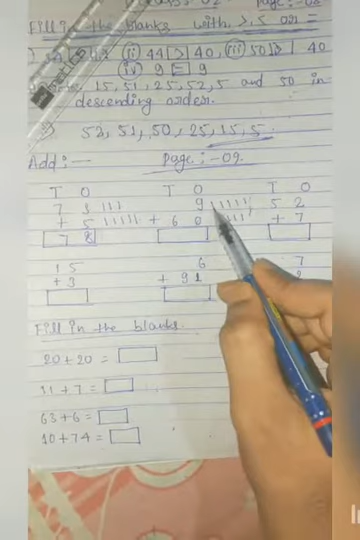 Page :- 08
Fill in the blanks with >, < or =
(ii) 44 > 40, (iii) 50 > 40
(iv) 9 = 9
15, 51, 25, 52, 5 and 50 in
descending order.
52, 51, 50, 25, 15, 5.
Add :- Page :- 09.
T O T O T O
7 3 9 5 2
+ 5 + 6 0 + 7
7 8
1 5 6 7
+ 3 + 9 1
Fill in the blanks.
20 + 20 =
11 + 7 =
63 + 6 =
10 + 74 =
in